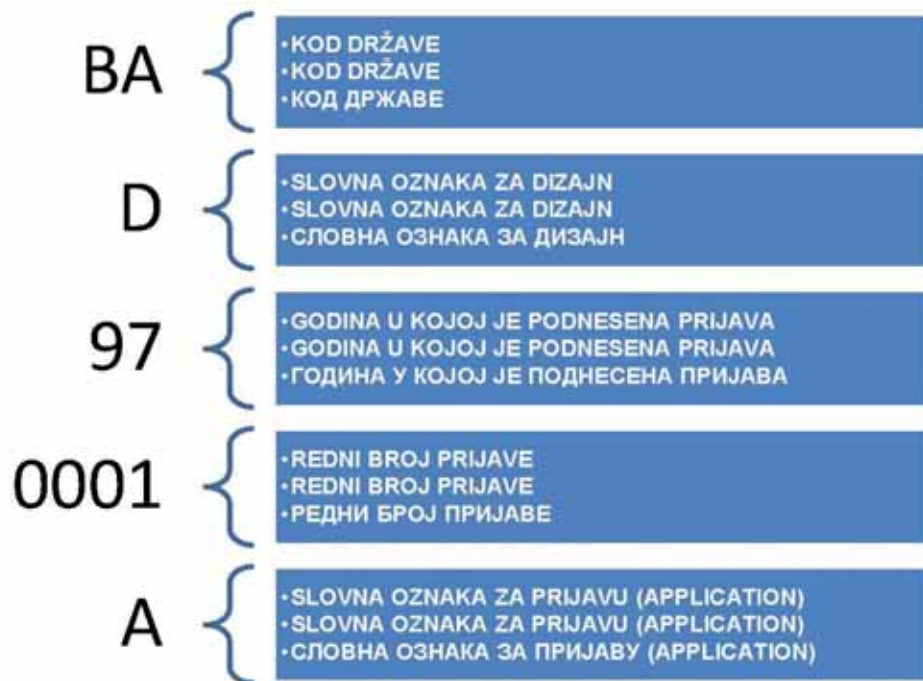 BA
•KOD DRŽAVE
•KOD DRŽAVE
•КОД ДРЖАВЕ
D
•SLOVNA OZNAKA ZA DIZAJN
•SLOVNA OZNAKA ZA DIZAJN
•СЛОВНА ОЗНАКА ЗА ДИЗАЈН
97
•GODINA U KOJOJ JE PODNESENA PRIJAVA
•GODINA U KOJOJ JE PODNESENA PRIJAVA
•ГОДИНА У КОЈОЈ ЈЕ ПОДНЕСЕНА ПРИЈАВА
0001
•REDNI BROJ PRIJAVE
•REDNI BROJ PRIJAVE
•РЕДНИ БРОЈ ПРИЈАВЕ
A
•SLOVNA OZNAKA ZA PRIJAVU (APPLICATION)
•SLOVNA OZNAKA ZA PRIJAVU (APPLICATION)
•СЛОВНА ОЗНАКА ЗА ПРИЈАВУ (APPLICATION)